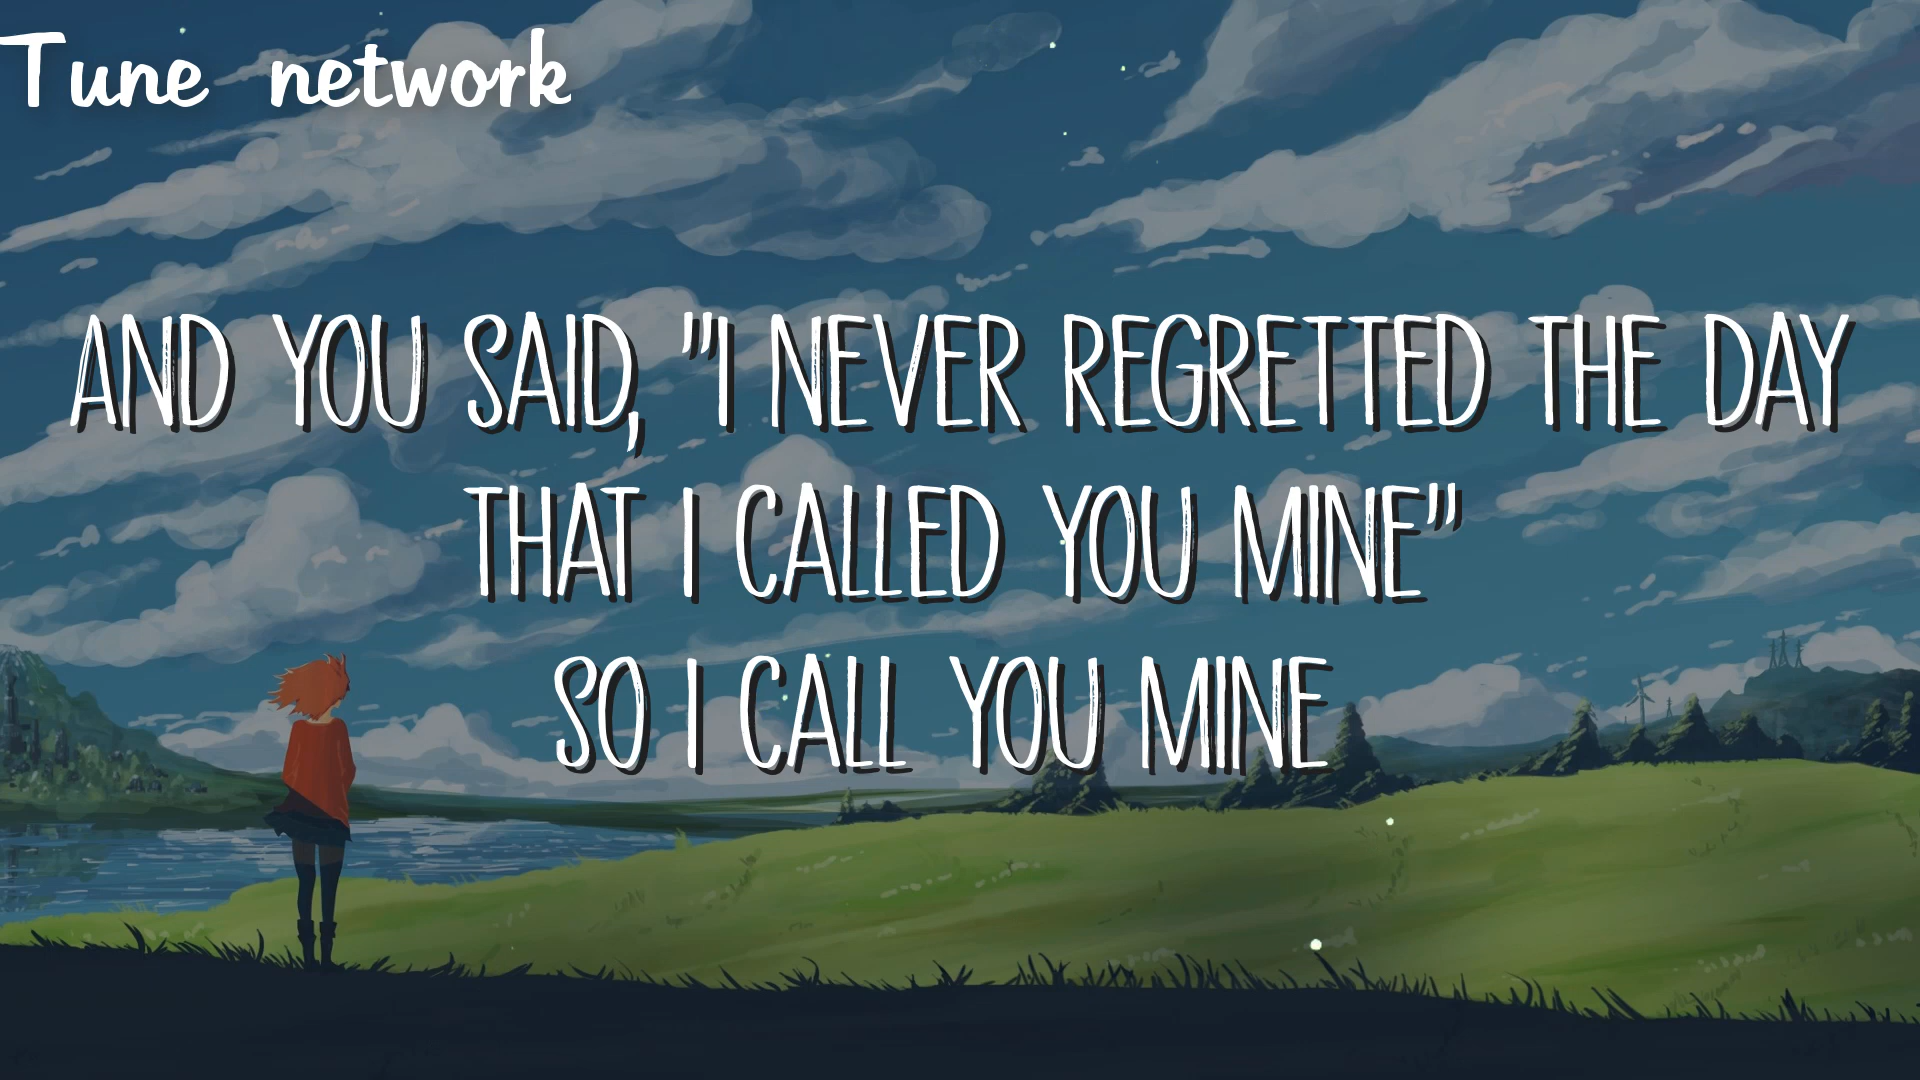 Tune network
AND YOU SAID, "I NEVER REGRETTED THE DAY
THAT I CALLED YOU MINE"
SO I CALL YOU MINE